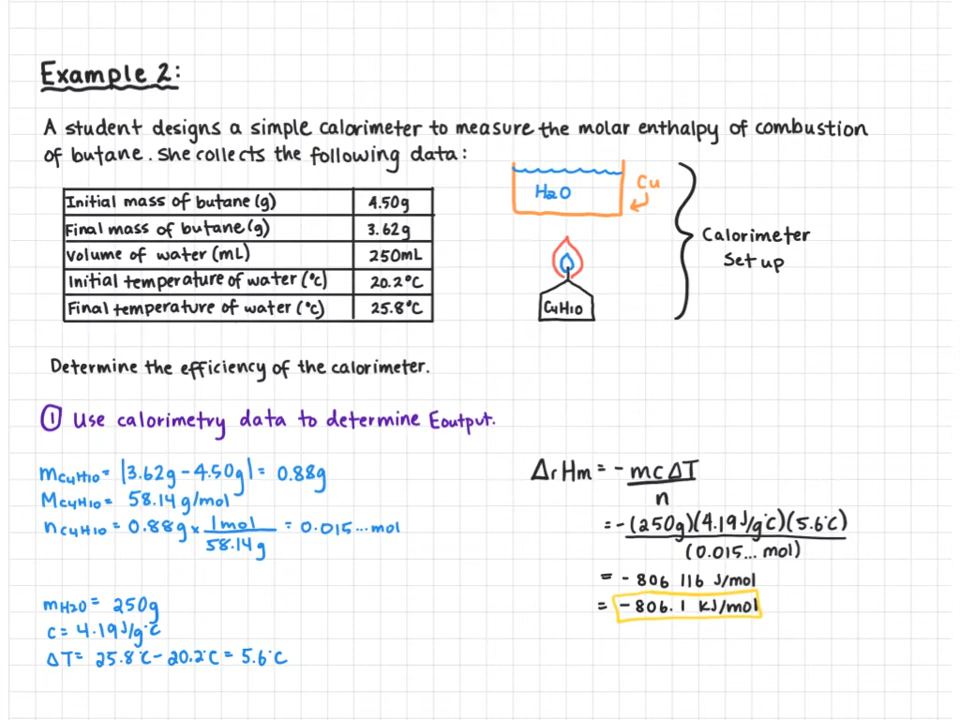 Example 2:
A student designs a simple calorimeter to measure the molar enthalpy of combustion
of butane. She collects the following data:
Initial mass of butane (g) 4.50g
Final mass of butane (g) 3.62g
Volume of water (mL) 250mL
Initial temperature of water (°C) 20.2°C
Final temperature of water (°C) 25.8°C
H2O
Cu
C4H10
Calorimeter
Set up
Determine the efficiency of the calorimeter.
① Use calorimetry data to determine Eoutput.
mC4H10= |3.62g - 4.50g| = 0.88g
MC4H10= 58.14 g/mol
nC4H10 = 0.88g × 1mol/58.14g = 0.015...mol
mH2O = 250g
c= 4.19J/g°C
ΔT= 25.8°C - 20.2°C = 5.6°C
ΔrHm = - mcΔT/n
= -(250g)(4.19J/g°C)(5.6°C)
(0.015... mol)
= - 806 116 J/mol
= -806.1 KJ/mol